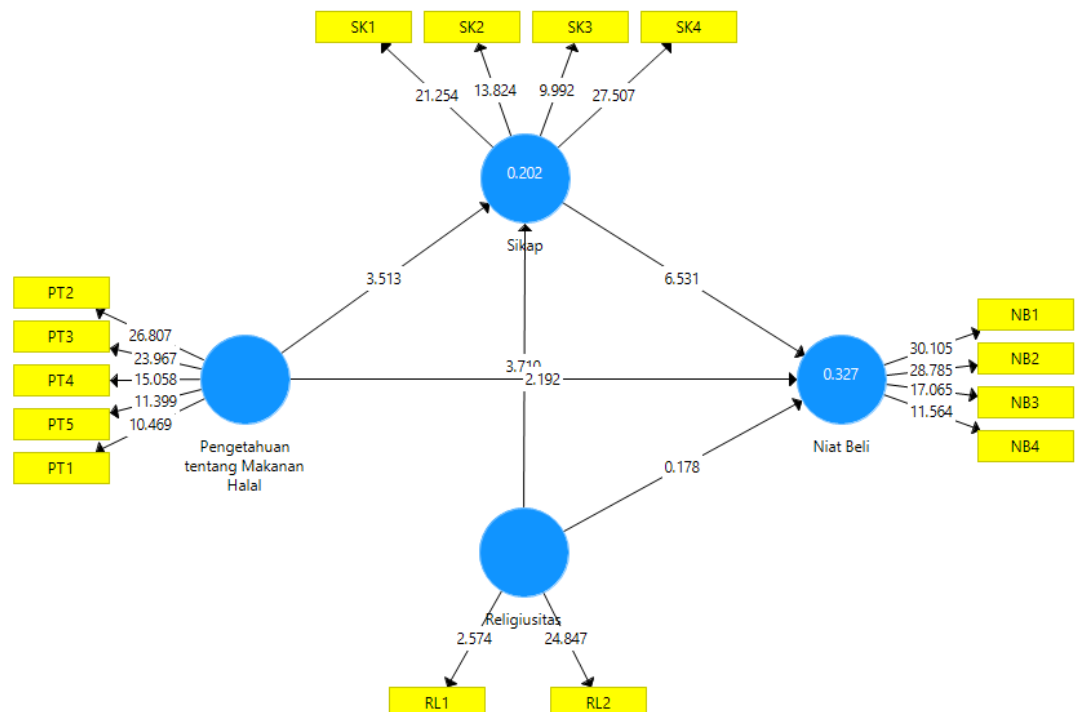 SK1
SK2
SK3
SK4
21.254
13.824
9.992
27.507
0.202
Sikap
3.513
6.531
PT2
PT3
PT4
PT5
PT1
26.807
23.967
15.058
11.399
10.469
Pengetahuan
tentang Makanan
Halal
3.710
2.192
0.327
Niat Beli
NB1
NB2
NB3
NB4
30.105
28.785
17.065
11.564
0.178
Religiusitas
2.574
24.847
RL1
RL2